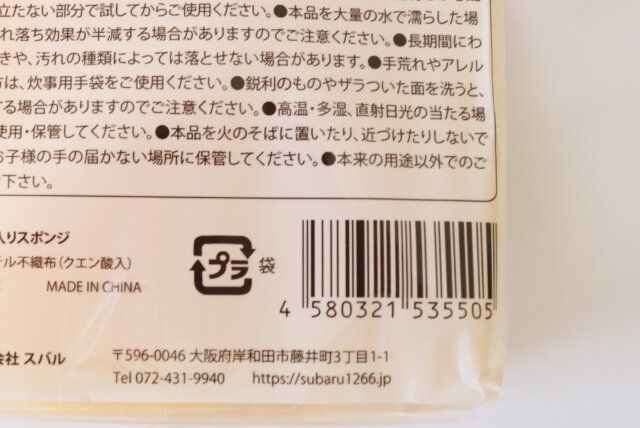 立たない部分で試してからご使用ください。●本品を大量の水で濡らした場
れ落ち効果が半減する場合がありますのでご注意ください。●長期間にわ
きや、汚れの種類によっては落とせない場合があります。●手荒れやアレル
方は、炊事用手袋をご使用ください。●鋭利のものやザラついた面を洗うと、
する場合がありますのでご注意ください。●高温・多湿、直射日光の当たる場
使用・保管してください。●本品を火のそばに置いたり、近づけたりしないで
お子様の手の届かない場所に保管してください。●本来の用途以外でのご
け下さい。
入りスポンジ
テル不織布(クエン酸入)
MADE IN CHINA
プラ 袋
4 580321 535505
会社 スバル
〒596-0046 大阪府岸和田市藤井町3丁目1-1
Tel 072-431-9940 https://subaru1266.jp/